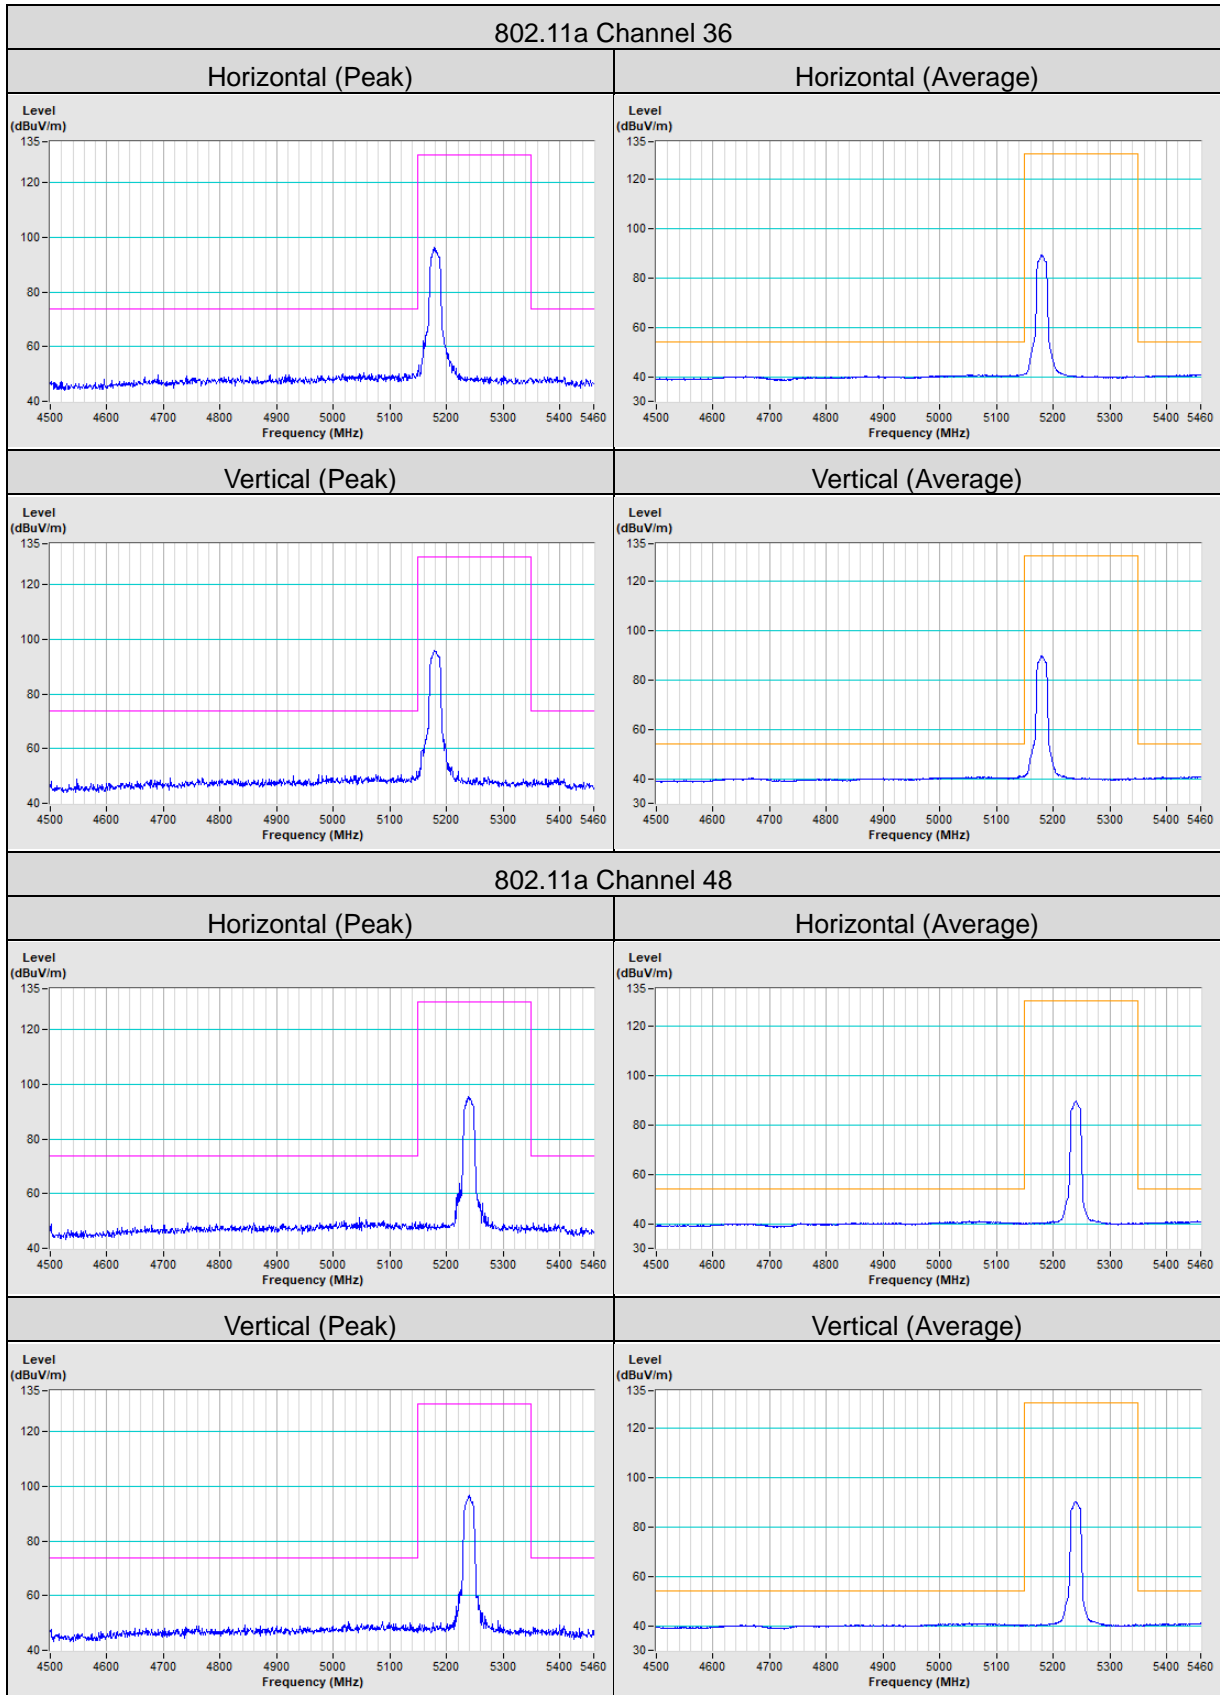 802.11a Channel 36
Horizontal (Peak)
Horizontal (Average)
Level
(dBuV/m)
135
120
100
80
60
40
4500 4600 4700 4800 4900 5000 5100 5200 5300 5400 5460
Frequency (MHz)
Level
(dBuV/m)
135
120
100
80
60
40
30
4500 4600 4700 4800 4900 5000 5100 5200 5300 5400 5460
Frequency (MHz)
Vertical (Peak)
Vertical (Average)
Level
(dBuV/m)
135
120
100
80
60
40
4500 4600 4700 4800 4900 5000 5100 5200 5300 5400 5460
Frequency (MHz)
Level
(dBuV/m)
135
120
100
80
60
40
30
4500 4600 4700 4800 4900 5000 5100 5200 5300 5400 5460
Frequency (MHz)
802.11a Channel 48
Horizontal (Peak)
Horizontal (Average)
Level
(dBuV/m)
135
120
100
80
60
40
4500 4600 4700 4800 4900 5000 5100 5200 5300 5400 5460
Frequency (MHz)
Level
(dBuV/m)
135
120
100
80
60
40
30
4500 4600 4700 4800 4900 5000 5100 5200 5300 5400 5460
Frequency (MHz)
Vertical (Peak)
Vertical (Average)
Level
(dBuV/m)
135
120
100
80
60
40
4500 4600 4700 4800 4900 5000 5100 5200 5300 5400 5460
Frequency (MHz)
Level
(dBuV/m)
135
120
100
80
60
40
30
4500 4600 4700 4800 4900 5000 5100 5200 5300 5400 5460
Frequency (MHz)